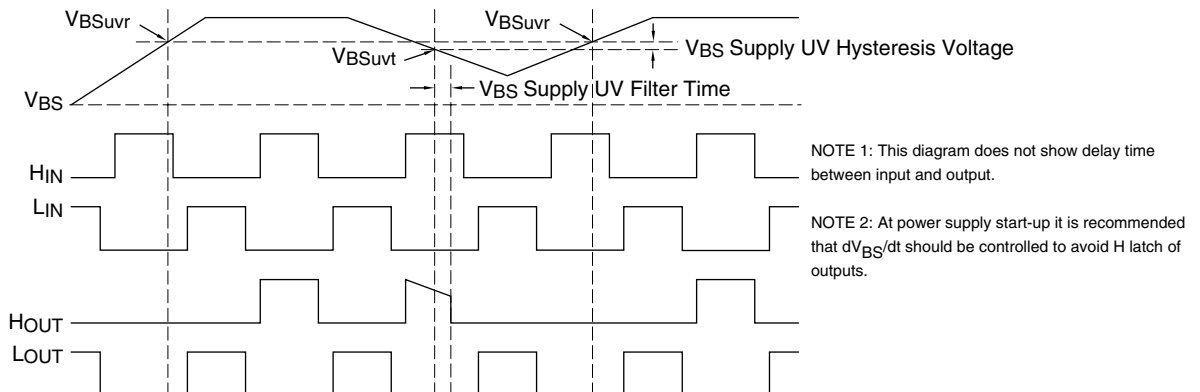 VBSuvr
VBSuvr
VBSuvt
VBS Supply UV Hysteresis Voltage
VBS Supply UV Filter Time
VBS
HIN
NOTE 1: This diagram does not show delay time
between input and output.
LIN
NOTE 2: At power supply start-up it is recommended
that dVBS/dt should be controlled to avoid H latch of
outputs.
HOUT
LOUT